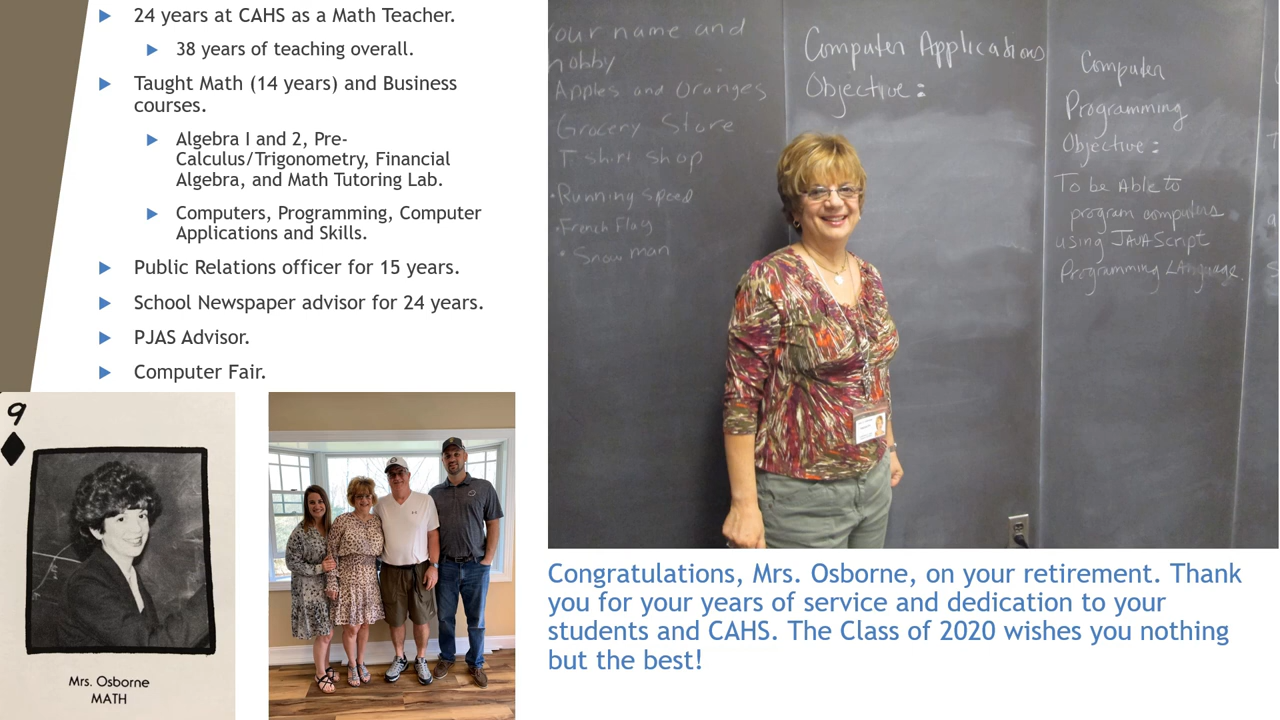 24 years at CAHS as a Math Teacher.
38 years of teaching overall.
Taught Math (14 years) and Business
courses.
Algebra I and 2, Pre-
Calculus/Trigonometry, Financial
Algebra, and Math Tutoring Lab.
Computers, Programming, Computer
Applications and Skills.
Public Relations officer for 15 years.
School Newspaper advisor for 24 years.
PJAS Advisor.
Computer Fair.
9
Mrs. Osborne
MATH
your name and
hobby
Apples and Oranges
Grocery Store
T. shirt shop
• Running speed
• French Flag
• Snow man
Computer Applications
Objective:
Computer
Programming
Objective:
To be Able to
program computers
using JAVAScript
Programming LAnguage.
Congratulations, Mrs. Osborne, on your retirement. Thank
you for your years of service and dedication to your
students and CAHS. The Class of 2020 wishes you nothing
but the best!